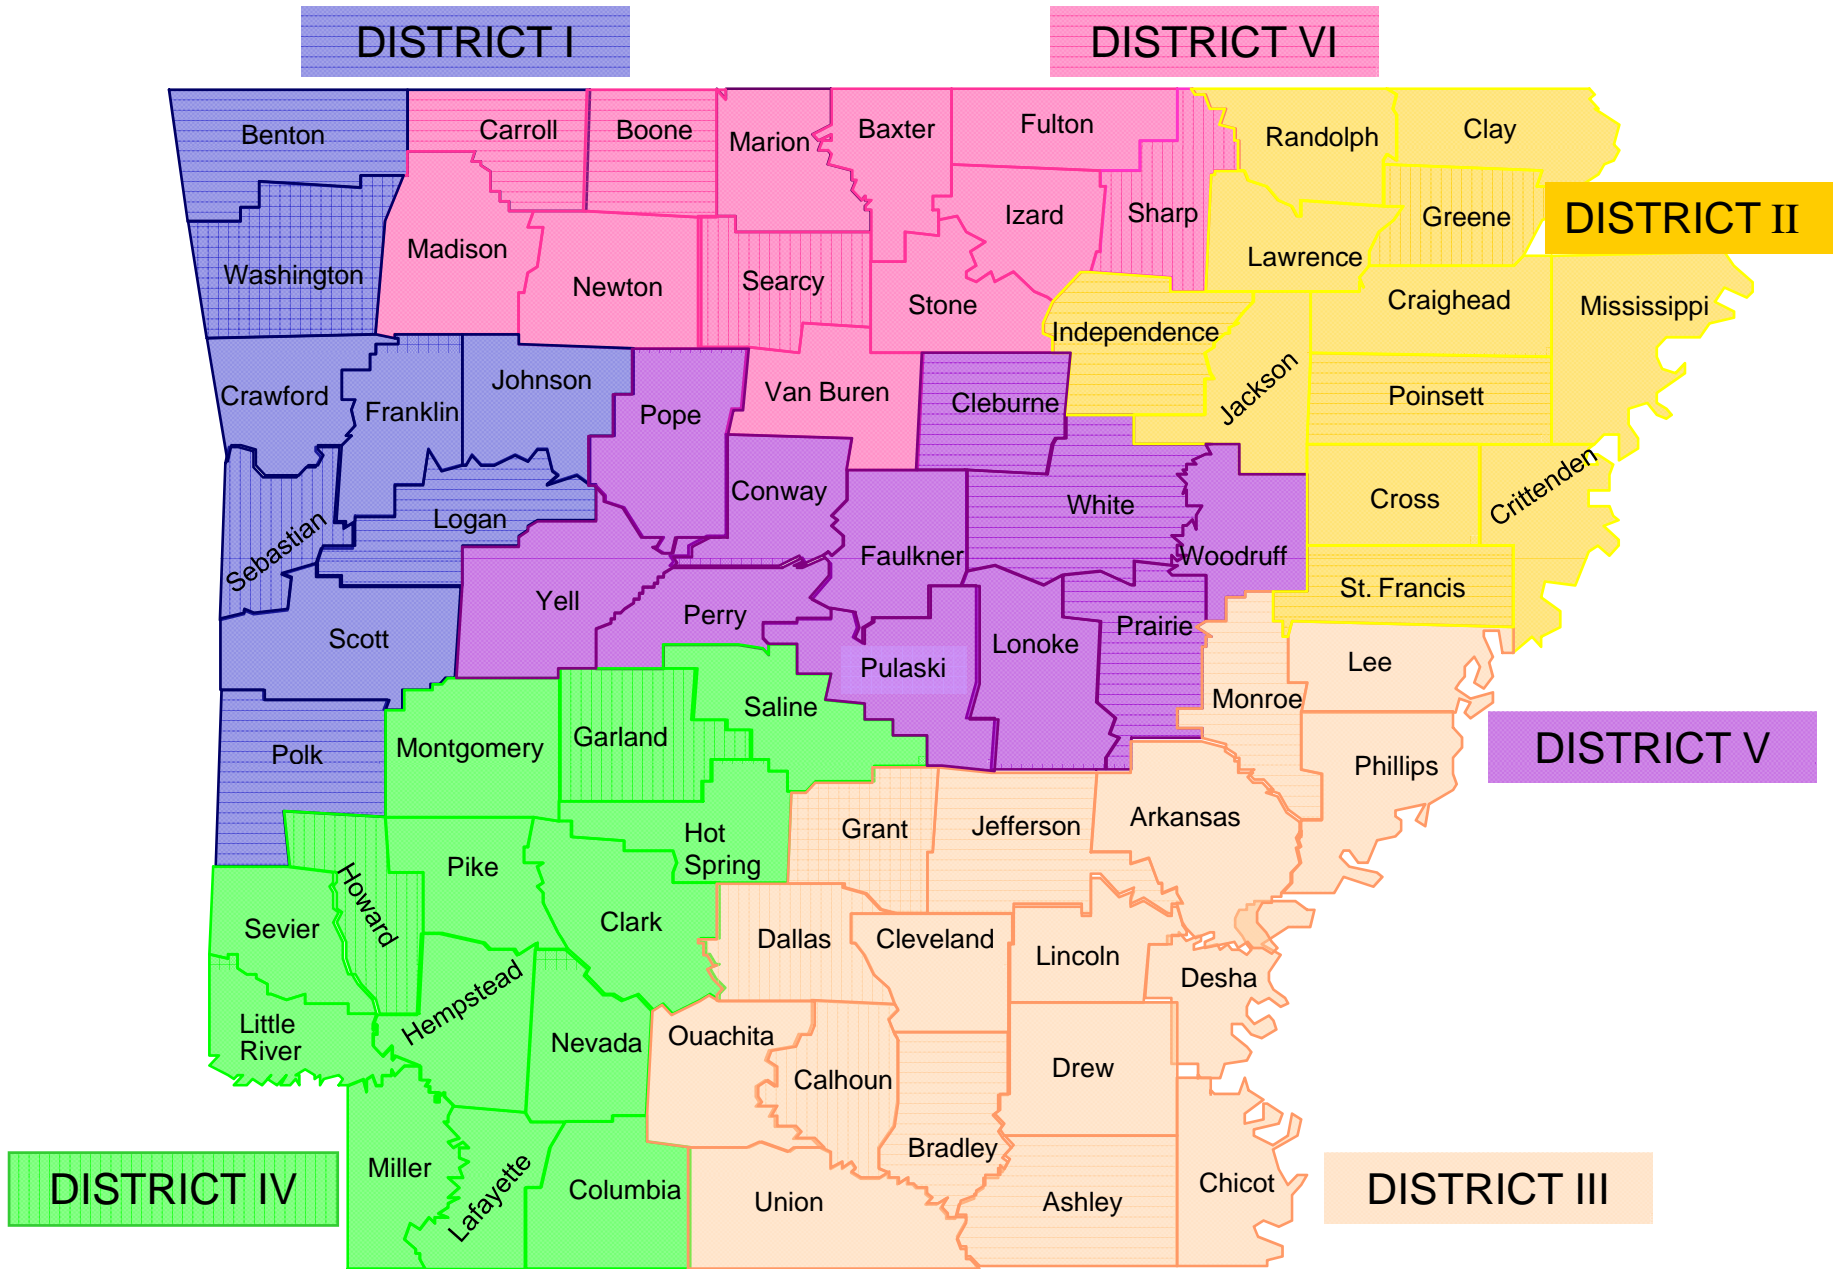 DISTRICT I
DISTRICT VI
Benton
Carroll
Boone
Marion
Baxter
Fulton
Randolph
Clay
Washington
Madison
Newton
Searcy
Stone
Izard
Sharp
Lawrence
Greene
DISTRICT II
Craighead
Mississippi
Independence
Jackson
Poinsett
Crawford
Franklin
Johnson
Pope
Van Buren
Cleburne
Conway
White
Cross
Crittenden
Sebastian
Logan
Faulkner
Woodruff
St. Francis
Scott
Yell
Perry
Pulaski
Lonoke
Prairie
Monroe
Lee
Polk
Montgomery
Garland
Saline
Phillips
DISTRICT V
Howard
Pike
Hot
Spring
Grant
Jefferson
Arkansas
Sevier
Clark
Dallas
Cleveland
Lincoln
Desha
Little
River
Hempstead
Nevada
Ouachita
Calhoun
Drew
Bradley
DISTRICT IV
Miller
Lafayette
Columbia
Union
Ashley
Chicot
DISTRICT III